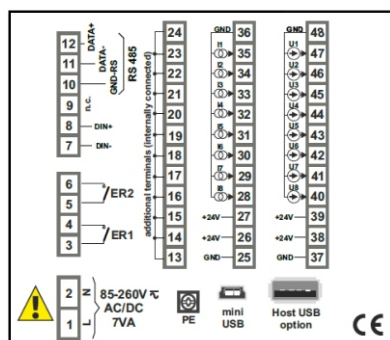 12 DATA+
11 DATA-
10 GND-RS
RS 485
9 n.c.
8 DIN+
7 DIN-
6
5
ER2
4
3
ER1
2 N
1 L
85-260V
AC/DC
7VA
additional terminals (internally connected)
24
23
22
21
20
19
18
17
16
15
14
13
GND 36
I1 35
I2 34
I3 33
I4 32
I5 31
I6 30
I7 29
I8 28
+24V 27
+24V 26
GND 25
GND 48
U1 47
U2 46
U3 45
U4 44
U5 43
U6 42
U7 41
U8 40
+24V 39
+24V 38
GND 37
PE
mini
USB
Host USB
option
CE